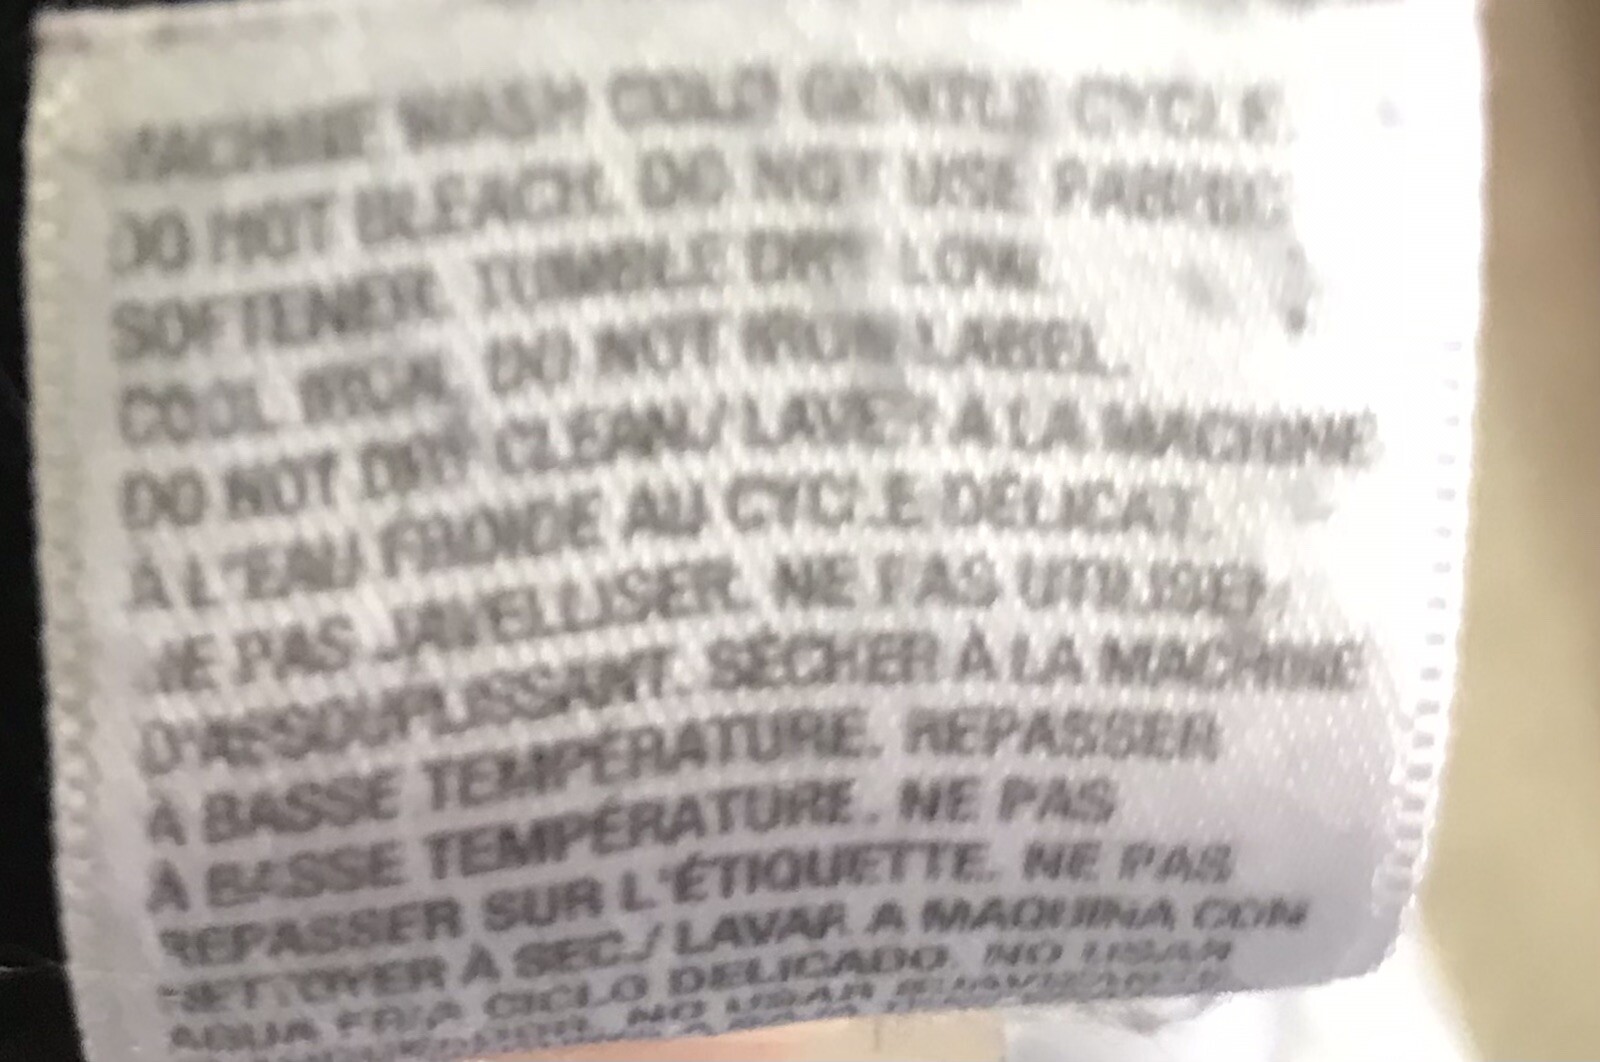 MACHINE WASH COLD GENTLE CYCLE.
DO NOT BLEACH. DO NOT USE FABRIC
SOFTENER. TUMBLE DRY LOW.
COOL IRON. DO NOT IRON LABEL.
DO NOT DRY CLEAN./ LAVER À LA MACHINE
À L'EAU FROIDE AU CYCLE DÉLICAT.
NE PAS JAVELLISER. NE PAS UTILISER
D'ASSOUPLISSANT. SÉCHER À LA MACHINE
À BASSE TEMPÉRATURE. REPASSER
À BASSE TEMPÉRATURE. NE PAS
REPASSER SUR L'ÉTIQUETTE. NE PAS
NETTOYER À SEC./ LAVAR A MAQUINA CON
AGUA FRIA CICLO DELICADO. NO USAR
NO USAR